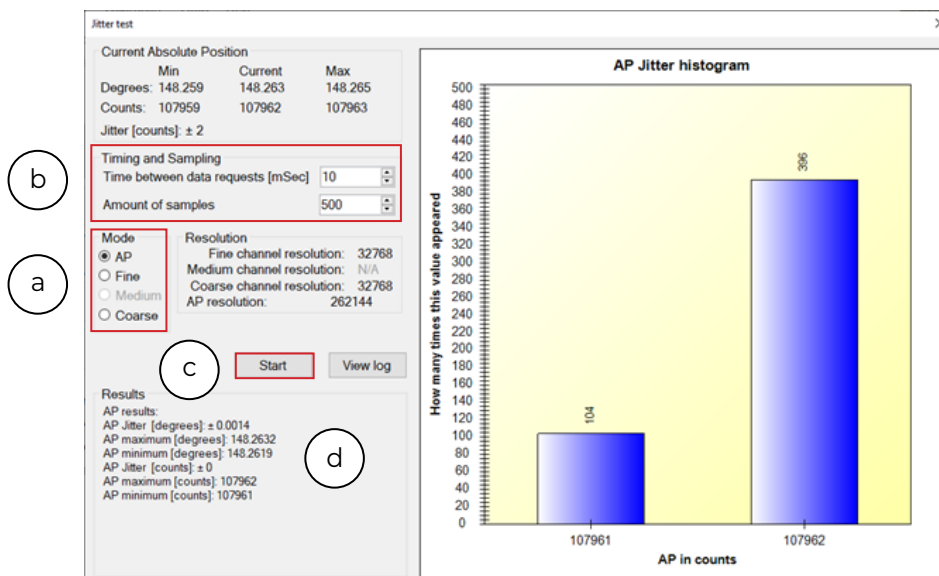 Jitter test
Current Absolute Position
Min Current Max
Degrees: 148.259 148.263 148.265
Counts: 107959 107962 107963
Jitter [counts]: ± 2
b
Timing and Sampling
Time between data requests [mSec] 10
Amount of samples 500
a
Mode
AP
Fine
Medium
Coarse
Resolution
Fine channel resolution: 32768
Medium channel resolution: N/A
Coarse channel resolution: 32768
AP resolution: 262144
c
Start View log
Results
AP results:
AP Jitter [degrees]: ± 0.0014
AP maximum [degrees]: 148.2632
AP minimum [degrees]: 148.2619
AP Jitter [counts]: ± 0
AP maximum [counts]: 107962
AP minimum [counts]: 107961
d
AP Jitter histogram
How many times this value appeared
500
480
460
440
420
400
380
360
340
320
300
280
260
240
220
200
180
160
140
120
100
80
60
40
20
0
104
396
107961 107962
AP in counts